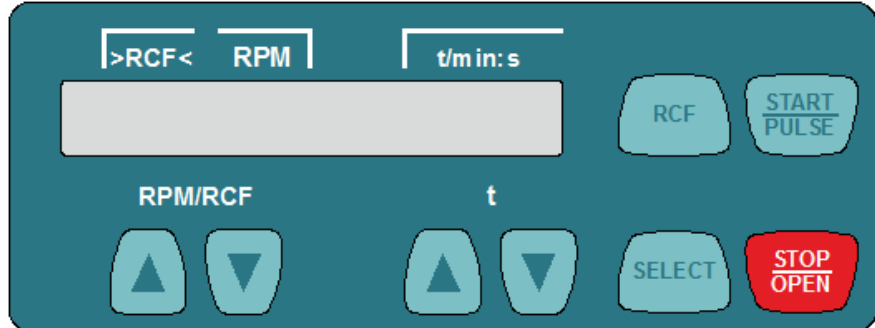 >RCF< RPM t/min:s
RCF
START
PULSE
RPM/RCF t
SELECT
STOP
OPEN